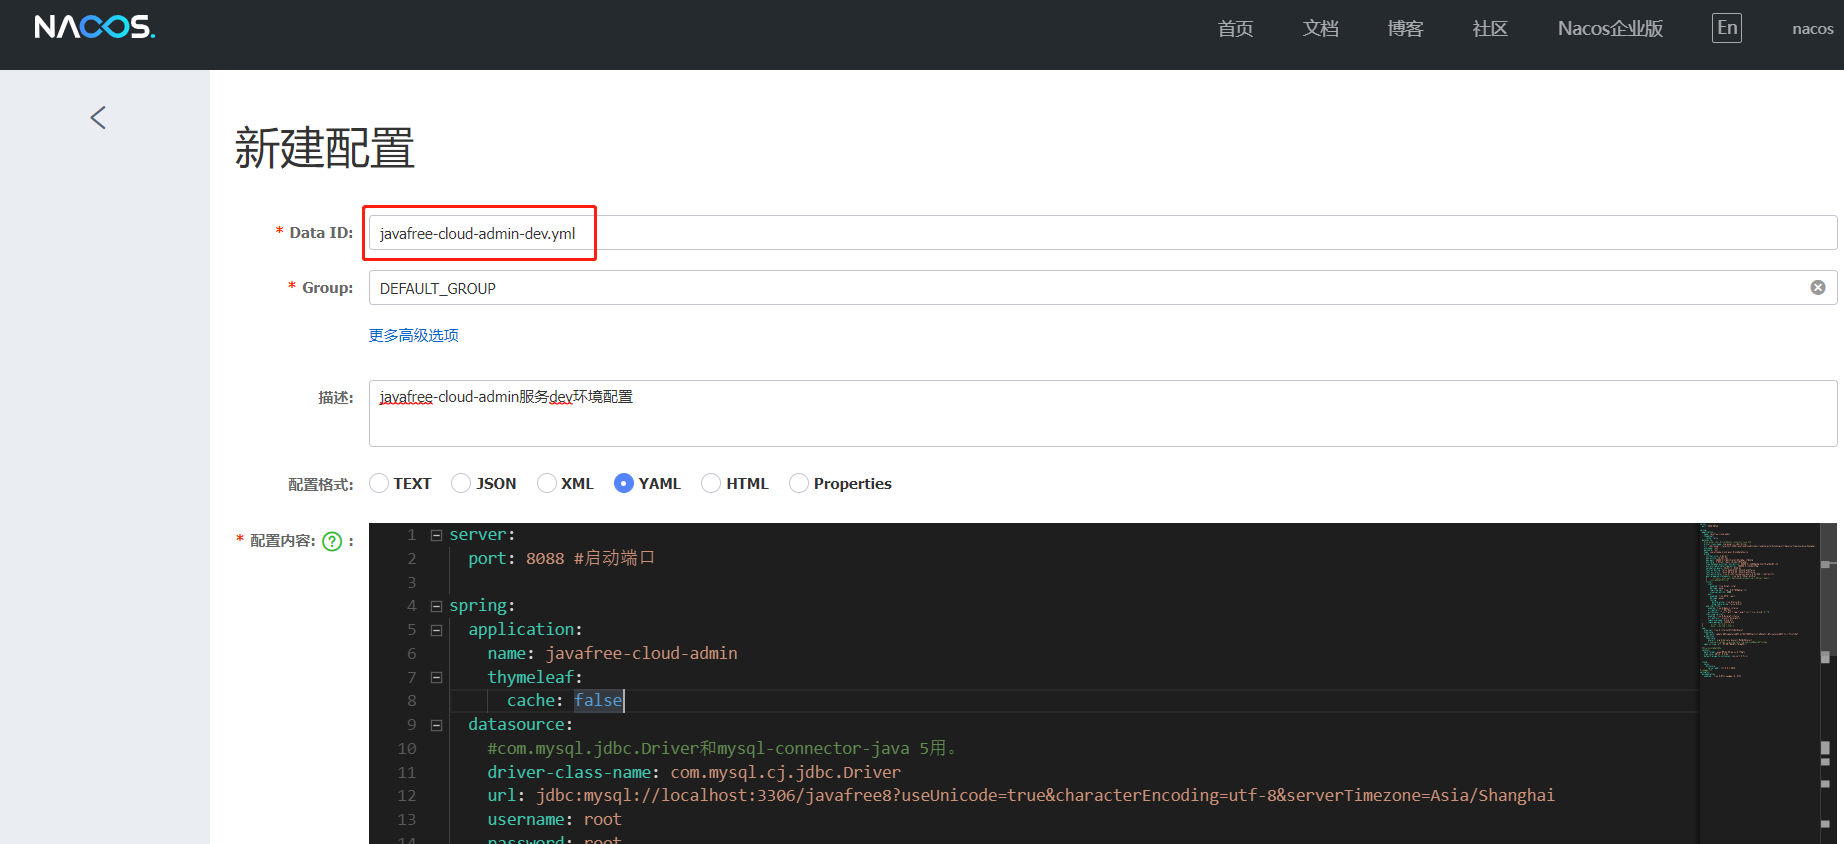 NACOS.
首页 文档 博客 社区 Nacos企业版 En nacos
新建配置
* Data ID: javafree-cloud-admin-dev.yml
* Group: DEFAULT_GROUP
更多高级选项
描述: javafree-cloud-admin服务dev环境配置
配置格式: TEXT JSON XML YAML HTML Properties
* 配置内容: ? :
1 server:
2 port: 8088 #启动端口
3
4 spring:
5 application:
6 name: javafree-cloud-admin
7 thymeleaf:
8 cache: false
9 datasource:
10 #com.mysql.jdbc.Driver和mysql-connector-java 5用。
11 driver-class-name: com.mysql.cj.jdbc.Driver
12 url: jdbc:mysql://localhost:3306/javafree8?useUnicode=true&characterEncoding=utf-8&serverTimezone=Asia/Shanghai
13 username: root
14 password: root